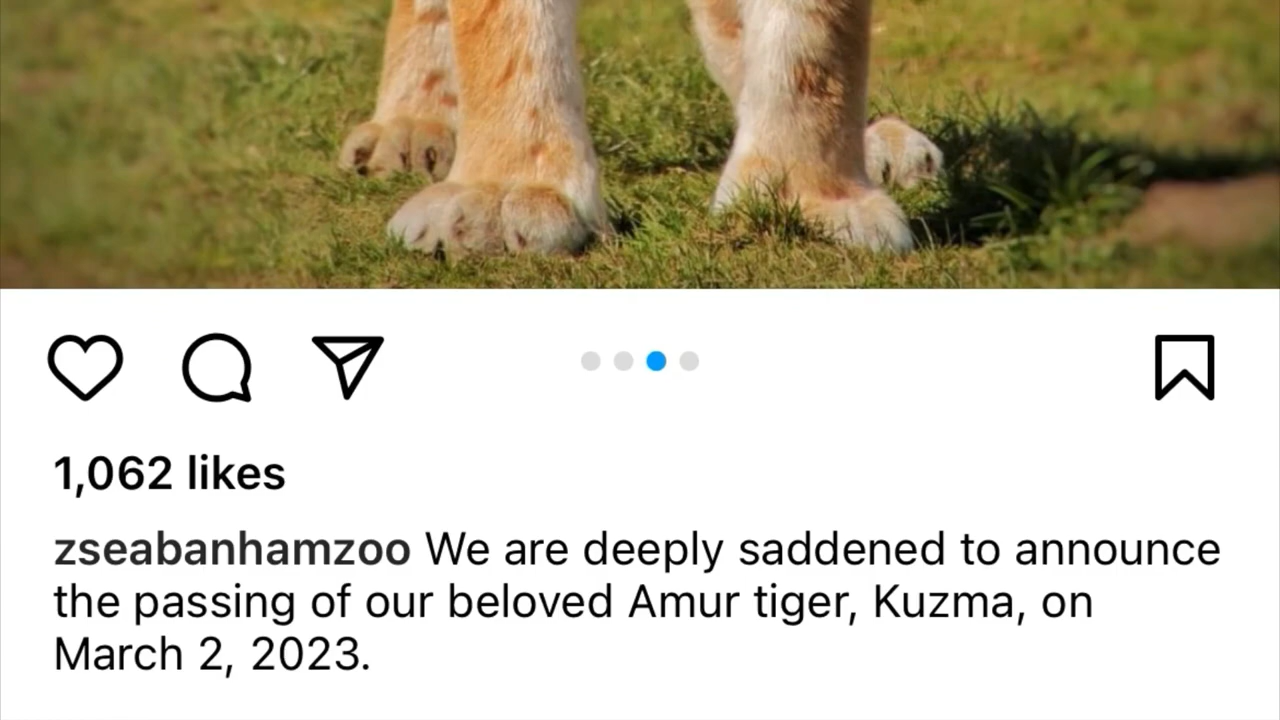 1,062 likes
zseabanhamzoo We are deeply saddened to announce
the passing of our beloved Amur tiger, Kuzma, on
March 2, 2023.